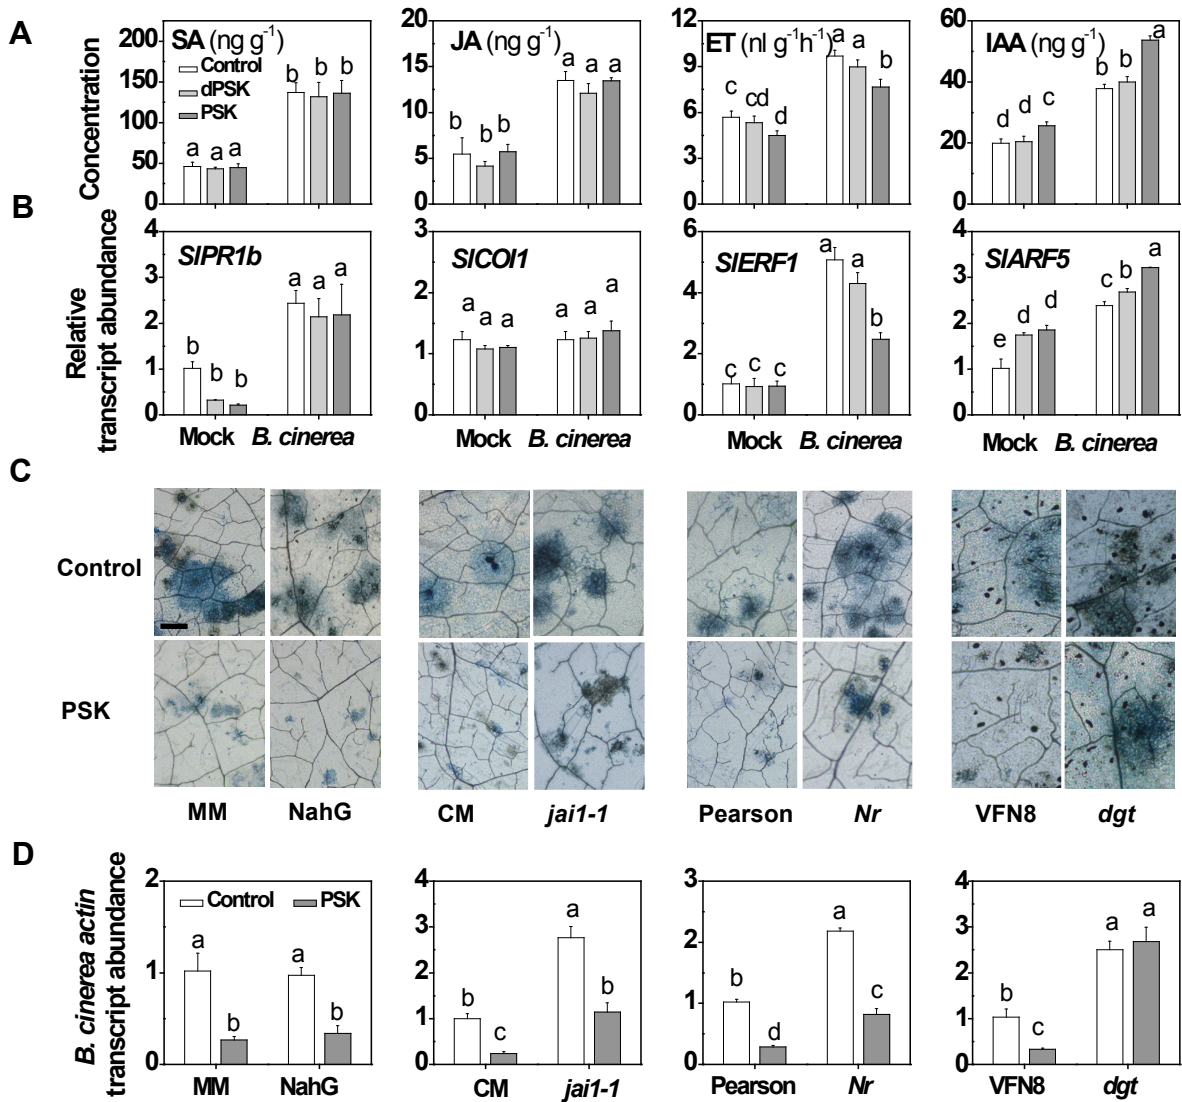 A
Concentration
SA (ng g-1)
Control
dPSK
PSK
200
150
100
50
0
a a a
b b b
JA (ng g-1)
20
15
10
5
0
b b b
a a a
ET (nl g-1h-1)
12
9
6
3
0
c cd d
a a b
IAA (ng g-1)
60
40
20
0
d d c
b b a
B
Relative
transcript abundance
SlPR1b
4
3
2
1
0
b b b
a a a
Mock B. cinerea
SlCOI1
3
2
1
0
a a a
a a a
Mock B. cinerea
SlERF1
6
4
2
0
c c c
a a b
Mock B. cinerea
SlARF5
4
3
2
1
0
e d d
c b a
Mock B. cinerea
C
Control
PSK
MM NahG CM jai1-1 Pearson Nr VFN8 dgt
D
B. cinerea actin
transcript abundance
Control PSK
2
1
0
a b a b
MM NahG
4
3
2
1
0
b c a b
CM jai1-1
3
2
1
0
b d a c
Pearson Nr
4
3
2
1
0
b c a a
VFN8 dgt